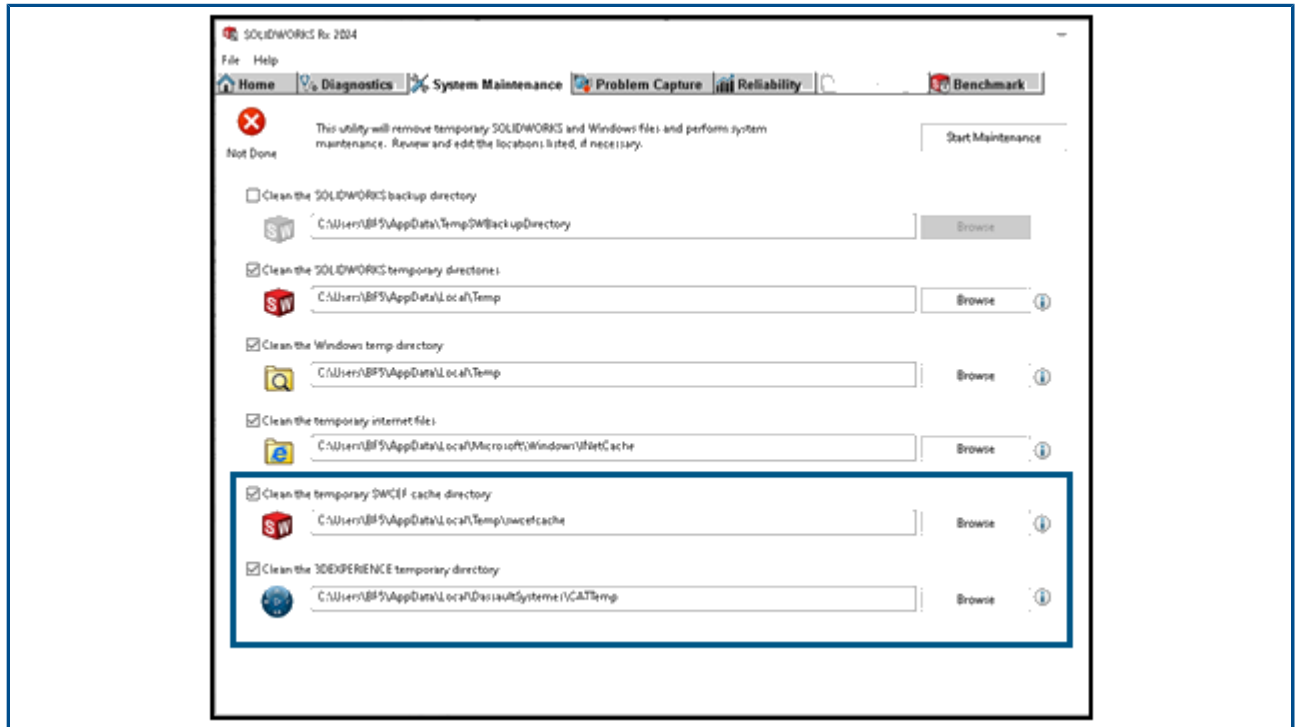 SOLIDWORKS Rx 2024
File Help
Home Diagnostics System Maintenance Problem Capture Reliability Benchmark
This utility will remove temporary SOLIDWORKS and Windows files and perform system
maintenance. Review and edit the locations listed, if necessary.
Start Maintenance
Not Done
Clean the SOLIDWORKS backup directory
C:\Users\BF5\AppData\TempSWBackupDirectory
Browse
Clean the SOLIDWORKS temporary directories
C:\Users\BF5\AppData\Local\Temp
Browse
Clean the Windows temp directory
C:\Users\BF5\AppData\Local\Temp
Browse
Clean the temporary internet files
C:\Users\BF5\AppData\Local\Microsoft\Windows\INetCache
Browse
Clean the temporary SWCEF cache directory
SW
C:\Users\BF5\AppData\Local\Temp\swcefcache
Browse
Clean the 3DEXPERIENCE temporary directory
C:\Users\BF5\AppData\Local\DassaultSystemes\CATTemp
Browse